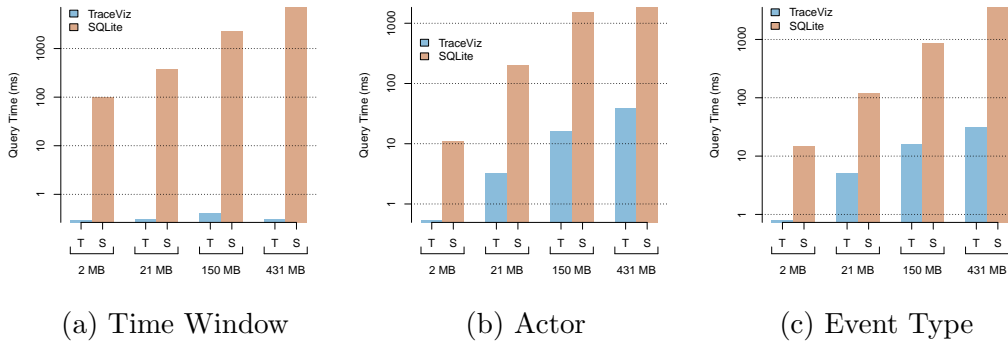 TraceViz
SQLite
Query Time (ms)
1000
100
10
1
T S T S T S T S
2 MB 21 MB 150 MB 431 MB
(a) Time Window
TraceViz
SQLite
Query Time (ms)
1000
100
10
1
T S T S T S T S
2 MB 21 MB 150 MB 431 MB
(b) Actor
TraceViz
SQLite
Query Time (ms)
1000
100
10
1
T S T S T S T S
2 MB 21 MB 150 MB 431 MB
(c) Event Type